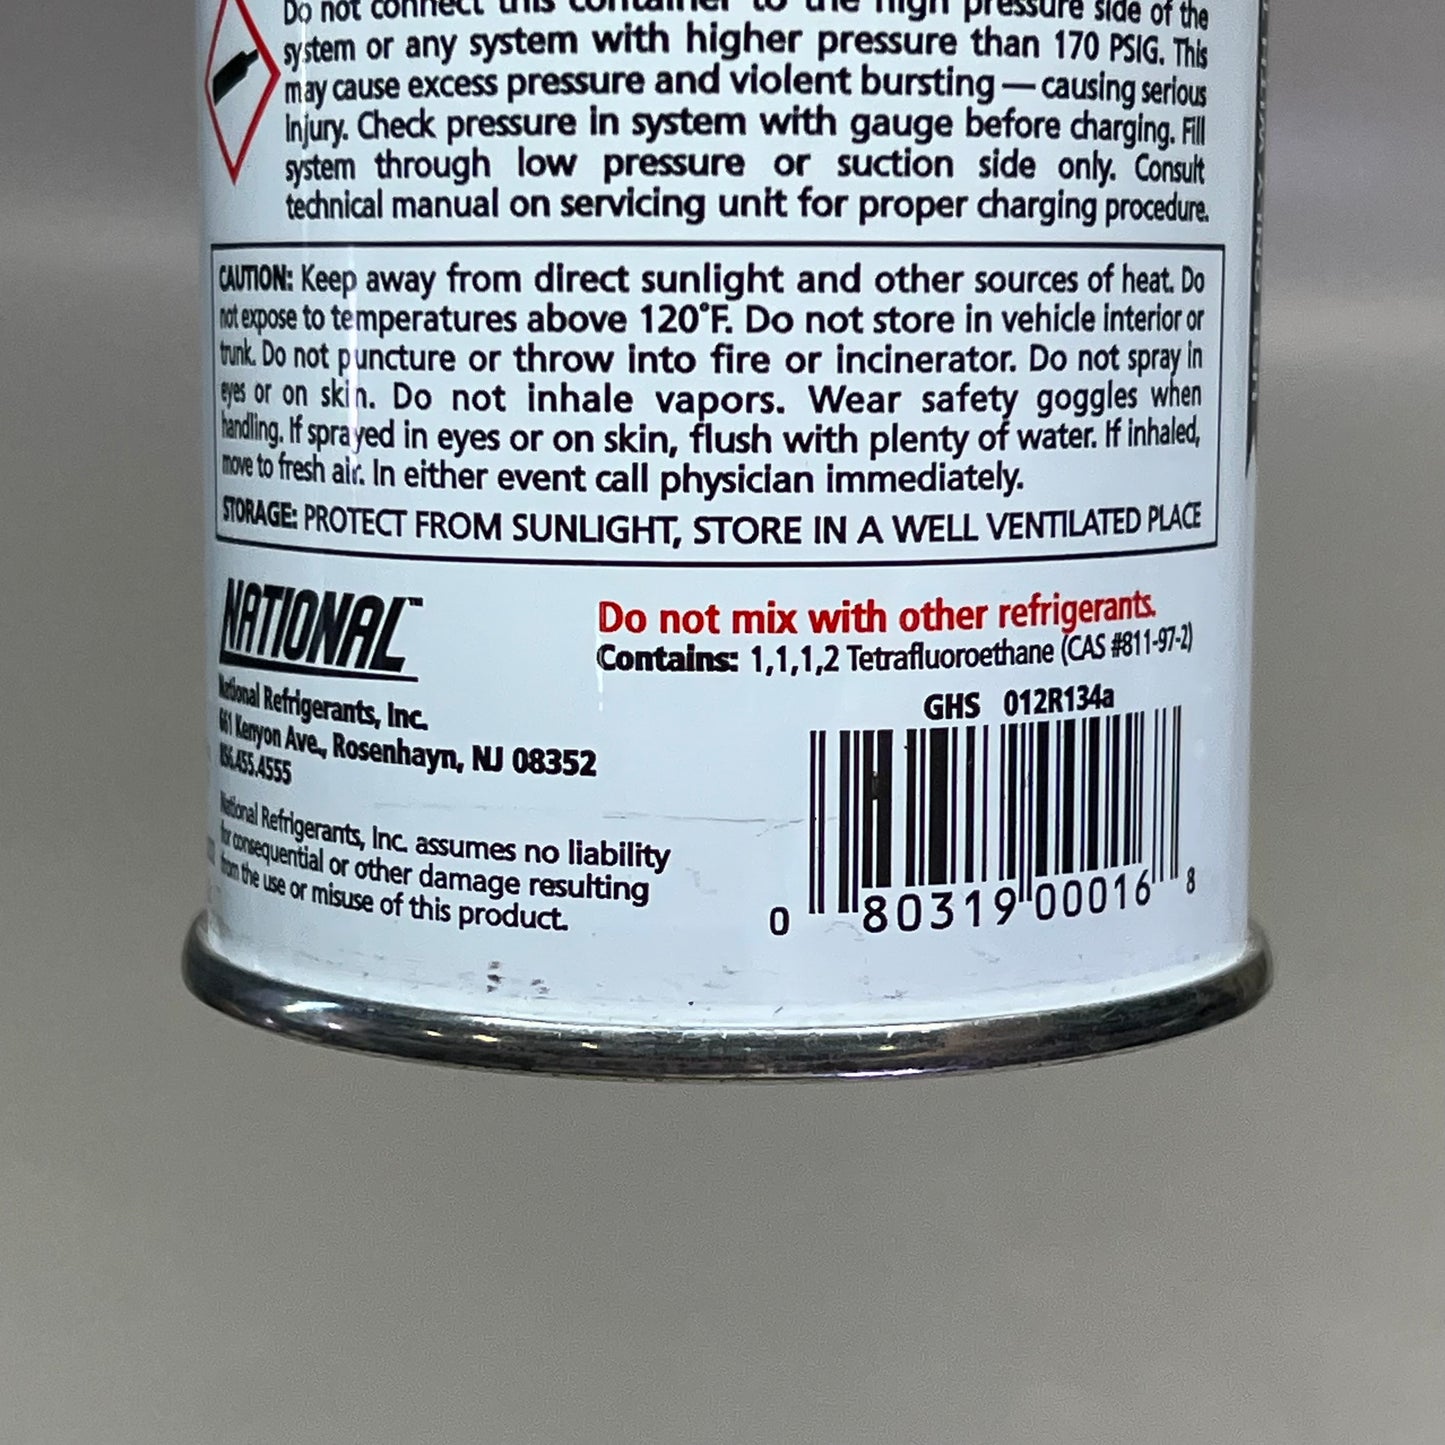 Do not connect this container to the high pressure side of the
system or any system with higher pressure than 170 PSIG. This
may cause excess pressure and violent bursting — causing serious
injury. Check pressure in system with gauge before charging. Fill
system through low pressure or suction side only. Consult
technical manual on servicing unit for proper charging procedure.
CAUTION: Keep away from direct sunlight and other sources of heat. Do
not expose to temperatures above 120°F. Do not store in vehicle interior or
trunk. Do not puncture or throw into fire or incinerator. Do not spray in
eyes or on skin. Do not inhale vapors. Wear safety goggles when
handling. If sprayed in eyes or on skin, flush with plenty of water. If inhaled,
move to fresh air. In either event call physician immediately.
STORAGE: PROTECT FROM SUNLIGHT, STORE IN A WELL VENTILATED PLACE
NATIONAL™
National Refrigerants, Inc.
661 Kenyon Ave., Rosenhayn, NJ 08352
856.455.4555
National Refrigerants, Inc. assumes no liability
for consequential or other damage resulting
from the use or misuse of this product.
Do not mix with other refrigerants.
Contains: 1,1,1,2 Tetrafluoroethane (CAS #811-97-2)
GHS 012R134a
0 80319 00016 8